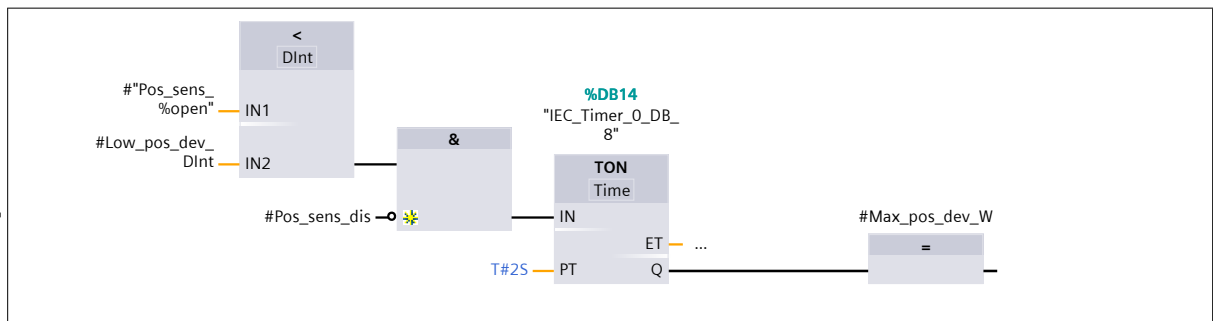 <
DInt
#"Pos_sens_
%open"
IN1
#Low_pos_dev_
DInt
IN2
&
#Pos_sens_dis
%DB14
"IEC_Timer_0_DB_
8"
TON
Time
IN
ET
...
T#2S
PT
Q
#Max_pos_dev_W
=